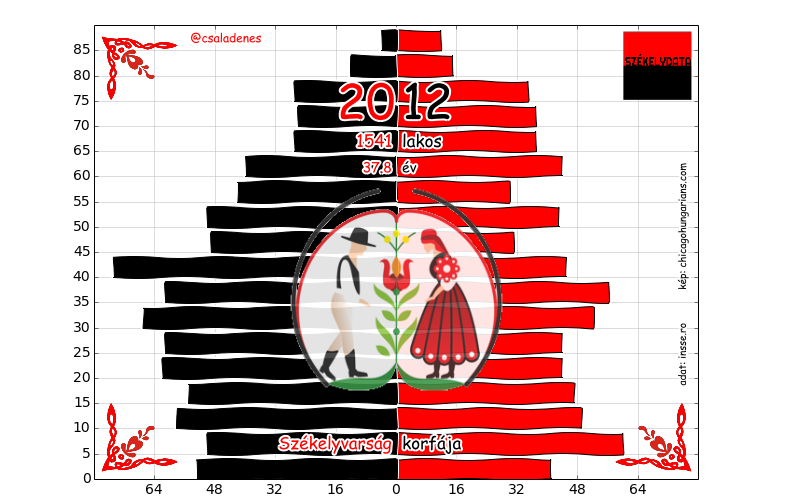 @csaladenes
SZÉKELYDATA
2012
1541 lakos
37.8 év
kép: chicagohungarians.com
adat: insse.ro
Székelyvarság korfája
85
80
75
70
65
60
55
50
45
40
35
30
25
20
15
10
5
0
64 48 32 16 0 16 32 48 64